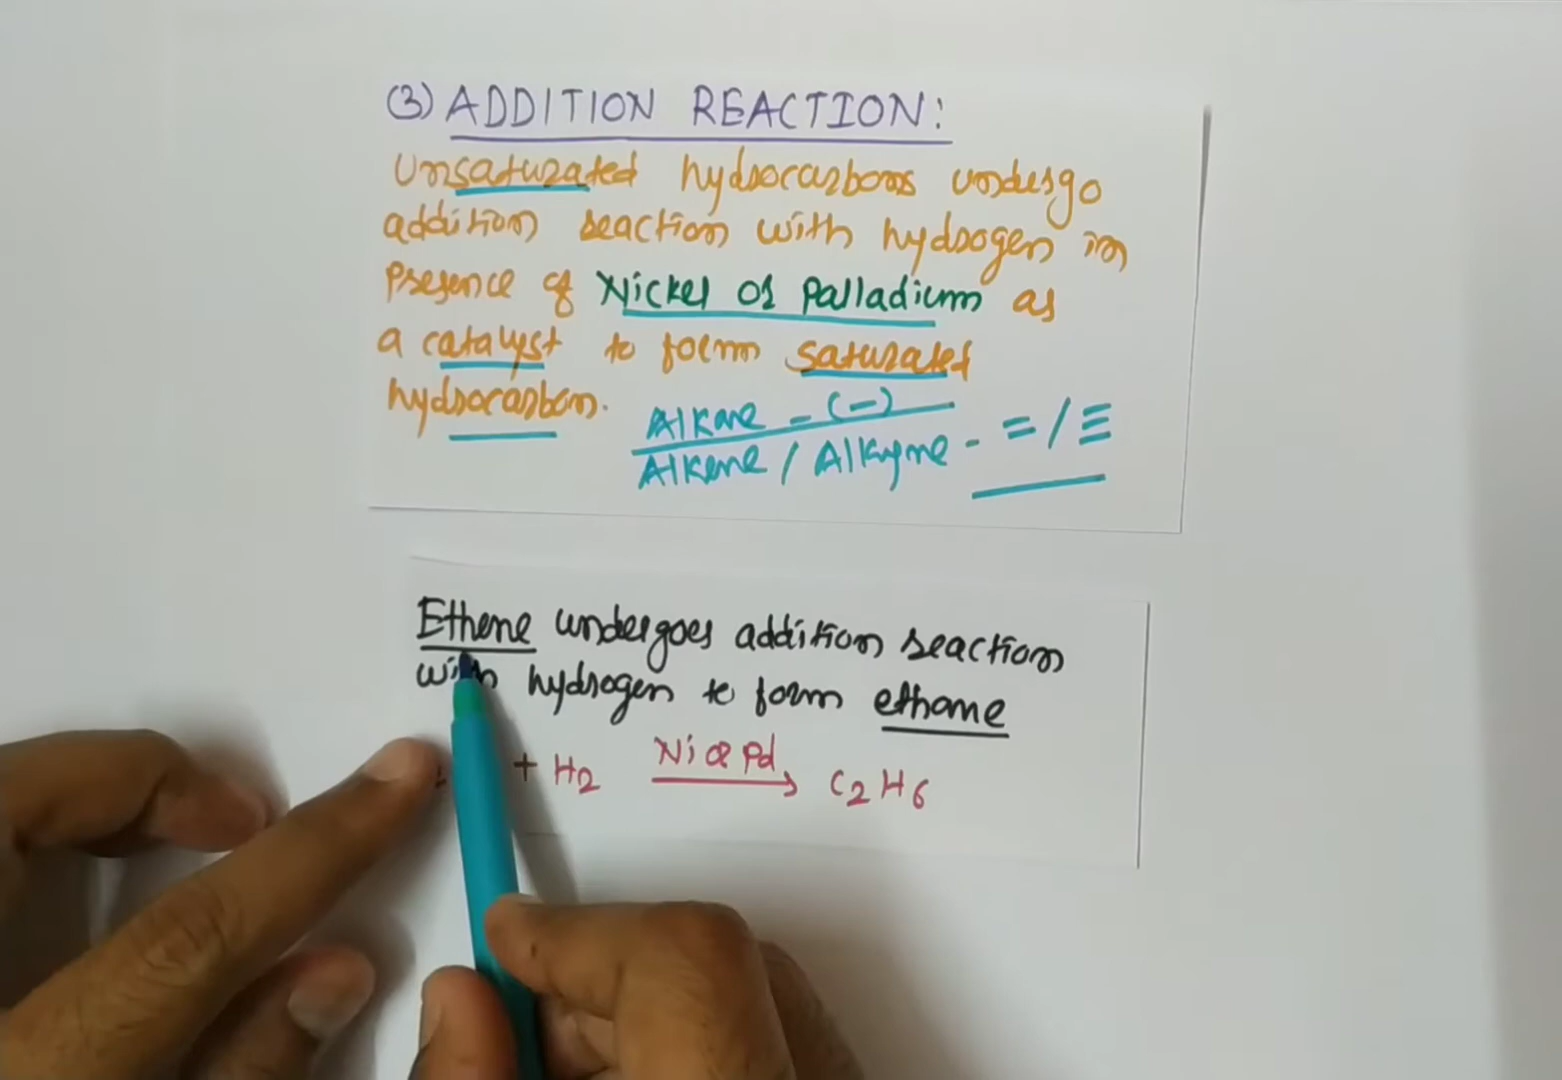 (3) ADDITION REACTION:
Unsaturated hydrocarbons undergo
addition reaction with hydrogen in
presence of Nickel or palladium as
a catalyst to form saturated
hydrocarbon.
Alkane - (-)
Alkene / Alkyne - = / ≡
Ethene undergoes addition reaction
with hydrogen to form ethane
+ H2 Ni or Pd → C2H6